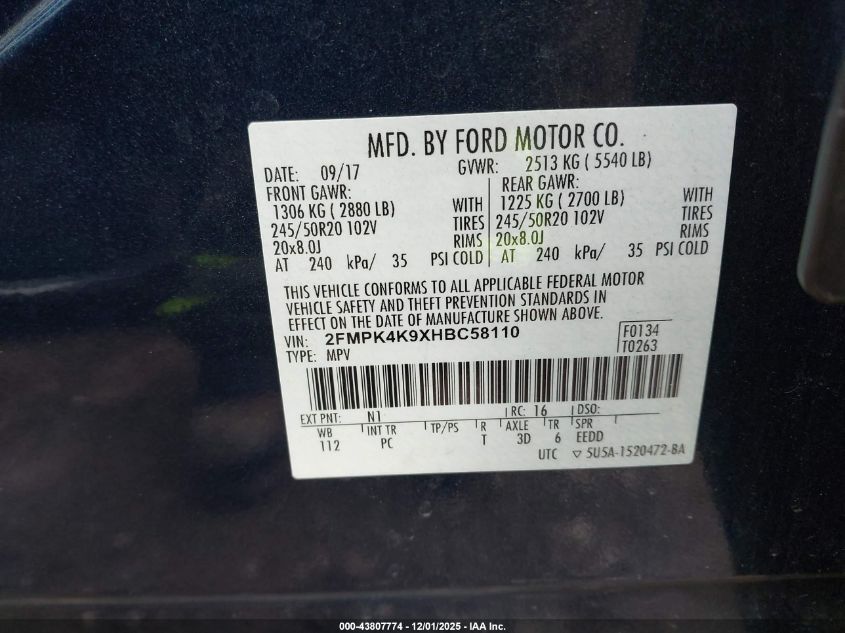 MFD. BY FORD MOTOR CO.
DATE: 09/17 GVWR: 2513 KG ( 5540 LB)
FRONT GAWR: REAR GAWR:
1306 KG ( 2880 LB) WITH 1225 KG ( 2700 LB) WITH
245/50R20 102V TIRES 245/50R20 102V TIRES
20x8.0J RIMS 20x8.0J RIMS
AT 240 kPa/ 35 PSI COLD AT 240 kPa/ 35 PSI COLD
THIS VEHICLE CONFORMS TO ALL APPLICABLE FEDERAL MOTOR
VEHICLE SAFETY AND THEFT PREVENTION STANDARDS IN
EFFECT ON THE DATE OF MANUFACTURE SHOWN ABOVE.
VIN: 2FMPK4K9XHBC58110 F0134
TYPE: MPV T0263
EXT PNT: N1 RC: 16 DSO:
WB INT TR TP/PS R AXLE TR SPR
112 PC T 3D 6 EEDD
UTC ▽ 5U5A-1520472-BA
000-43807774 - 12/01/2025 - IAA Inc.